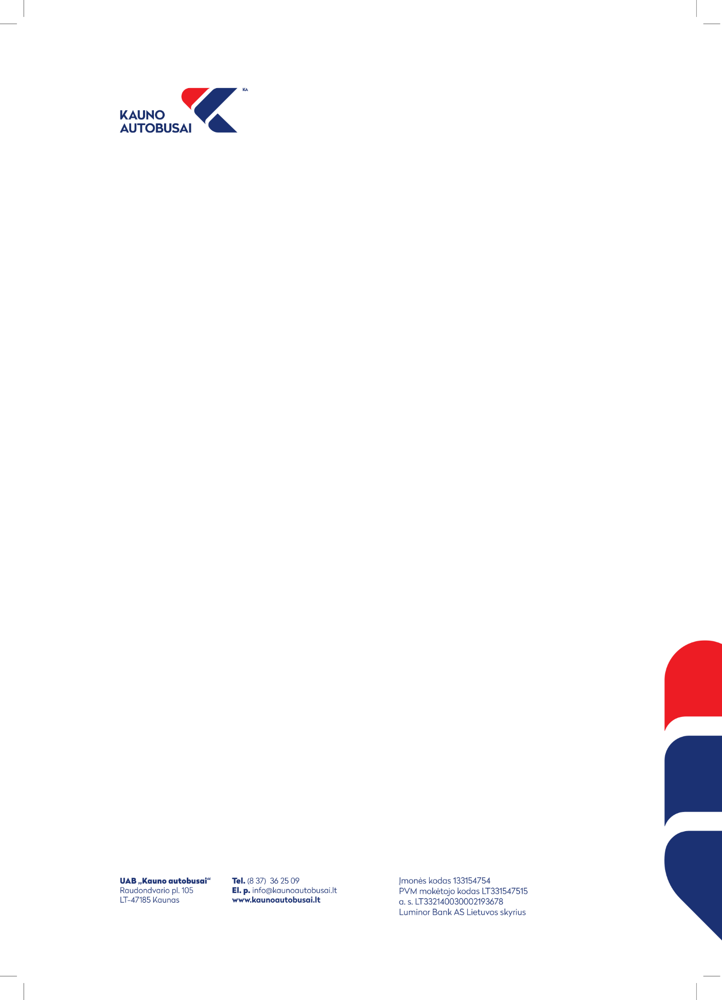 KA
KAUNO
AUTOBUSAI
UAB „Kauno autobusai“
Raudondvario pl. 105
LT-47185 Kaunas
Tel. (8 37) 36 25 09
El. p. info@kaunoautobusai.lt
www.kaunoautobusai.lt
Įmonės kodas 133154754
PVM mokėtojo kodas LT331547515
a. s. LT332140030002193678
Luminor Bank AS Lietuvos skyrius